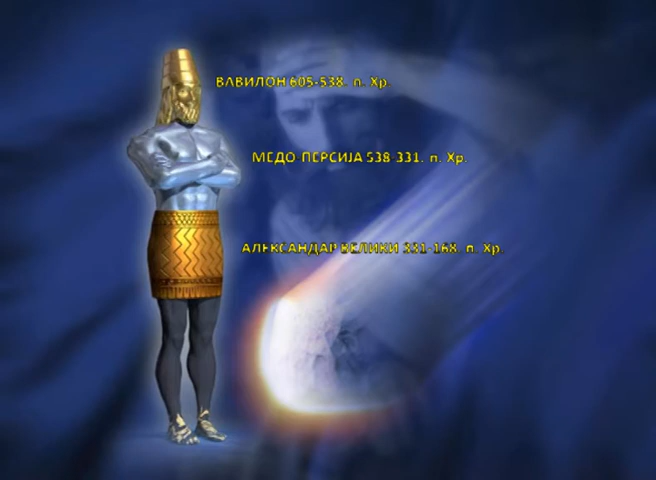 ВАВИЛОН 605-538. п. Хр.
МЕДО-ПЕРСИЈА 538-331. п. Хр.
АЛЕКСАНДАР ВЕЛИКИ 331-168. п. Хр.